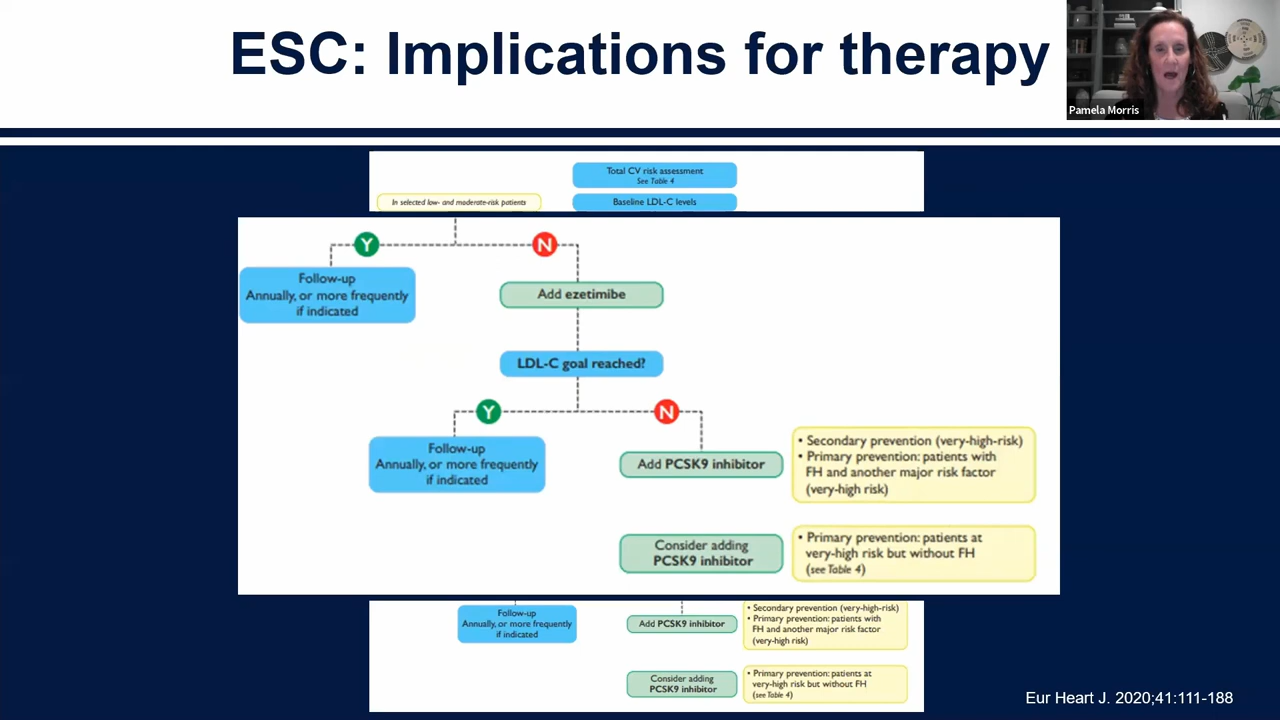 ESC: Implications for therapy
Pamela Morris
Total CV risk assessment
See Table 4
In selected low- and moderate-risk patients
Baseline LDL-C levels
Y
N
Follow-up
Annually, or more frequently
if indicated
Add ezetimibe
LDL-C goal reached?
Y
N
Follow-up
Annually, or more frequently
if indicated
Add PCSK9 inhibitor
• Secondary prevention (very-high-risk)
• Primary prevention: patients with
FH and another major risk factor
(very-high risk)
Consider adding
PCSK9 inhibitor
• Primary prevention: patients at
very-high risk but without FH
(see Table 4)
Follow-up
Annually, or more frequently
if indicated
Add PCSK9 inhibitor
• Secondary prevention (very-high-risk)
• Primary prevention: patients with
FH and another major risk factor
(very-high risk)
Consider adding
PCSK9 inhibitor
• Primary prevention: patients at
very-high risk but without FH
(see Table 4)
Eur Heart J. 2020;41:111-188